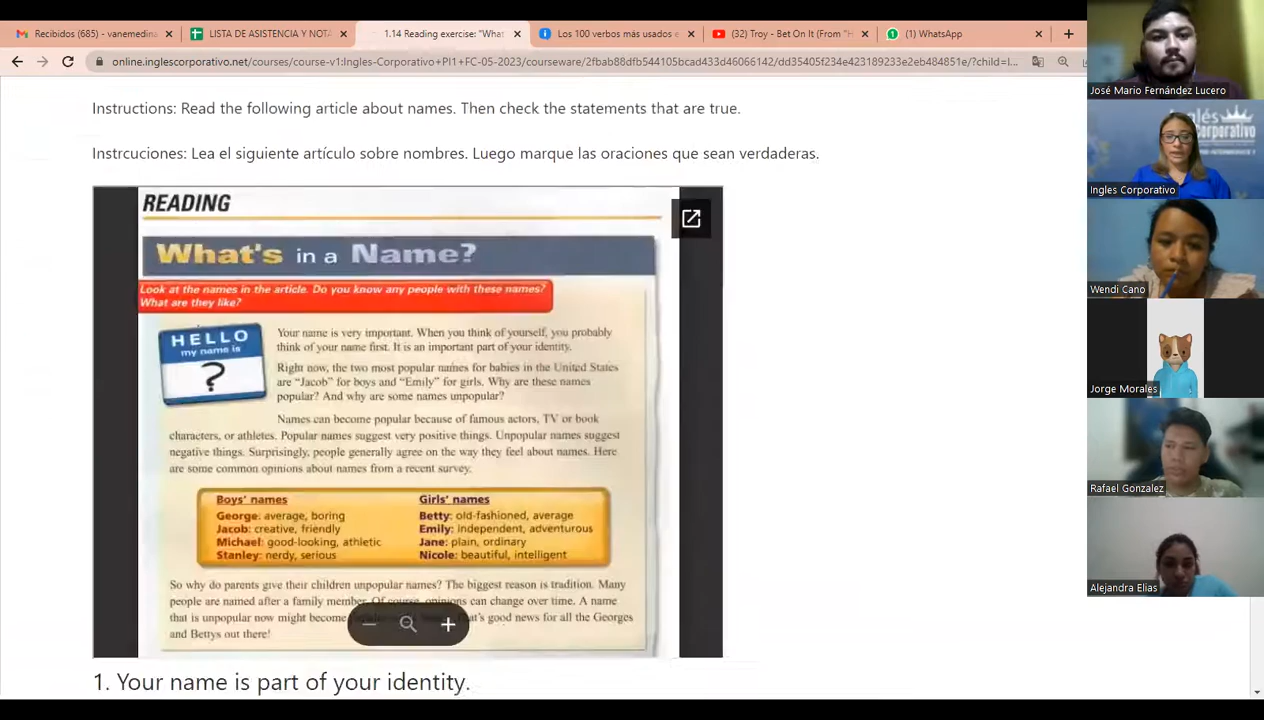 Recibidos (685) - vanemedina
LISTA DE ASISTENCIA Y NOTA
1.14 Reading exercise: "What
Los 100 verbos más usados e
(32) Troy - Bet On It (From "H
(1) WhatsApp
online.inglescorporativo.net/courses/course-v1:Ingles-Corporativo+PI1+FC-05-2023/courseware/2fbab88dfb544105bcad433d46066142/dd35405f234e423189233e2eb484851e/?child=l...
Instructions: Read the following article about names. Then check the statements that are true.
Instrcuciones: Lea el siguiente artículo sobre nombres. Luego marque las oraciones que sean verdaderas.
READING
What's in a Name?
Look at the names in the article. Do you know any people with these names?
What are they like?
HELLO
my name is
?
Your name is very important. When you think of yourself, you probably
think of your name first. It is an important part of your identity.
Right now, the two most popular names for babies in the United States
are "Jacob" for boys and "Emily" for girls. Why are these names
popular? And why are some names unpopular?
Names can become popular because of famous actors, TV or book
characters, or athletes. Popular names suggest very positive things. Unpopular names suggest
negative things. Surprisingly, people generally agree on the way they feel about names. Here
are some common opinions about names from a recent survey.
Boys' names
George: average, boring
Jacob: creative, friendly
Michael: good-looking, athletic
Stanley: nerdy, serious
Girls' names
Betty: old-fashioned, average
Emily: independent, adventurous
Jane: plain, ordinary
Nicole: beautiful, intelligent
So why do parents give their children unpopular names? The biggest reason is tradition. Many
people are named after a family member. Of course, opinions can change over time. A name
that is unpopular now might become That's good news for all the Georges
and Bettys out there!
1. Your name is part of your identity.
José Mario Fernández Lucero
Inglés
Corporativo
Ingles Corporativo
Wendi Cano
Jorge Morales
Rafael Gonzalez
Alejandra Elias